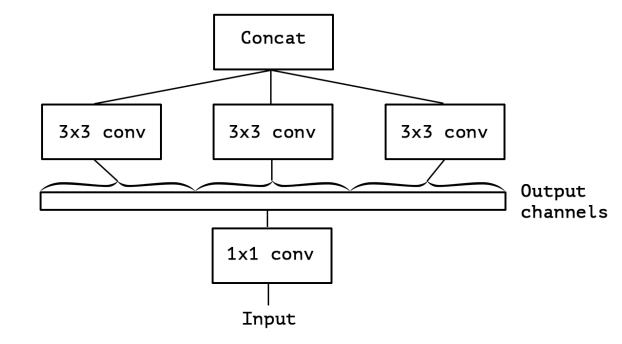 Concat
3x3 conv
3x3 conv
3x3 conv
Output
channels
1x1 conv
Input